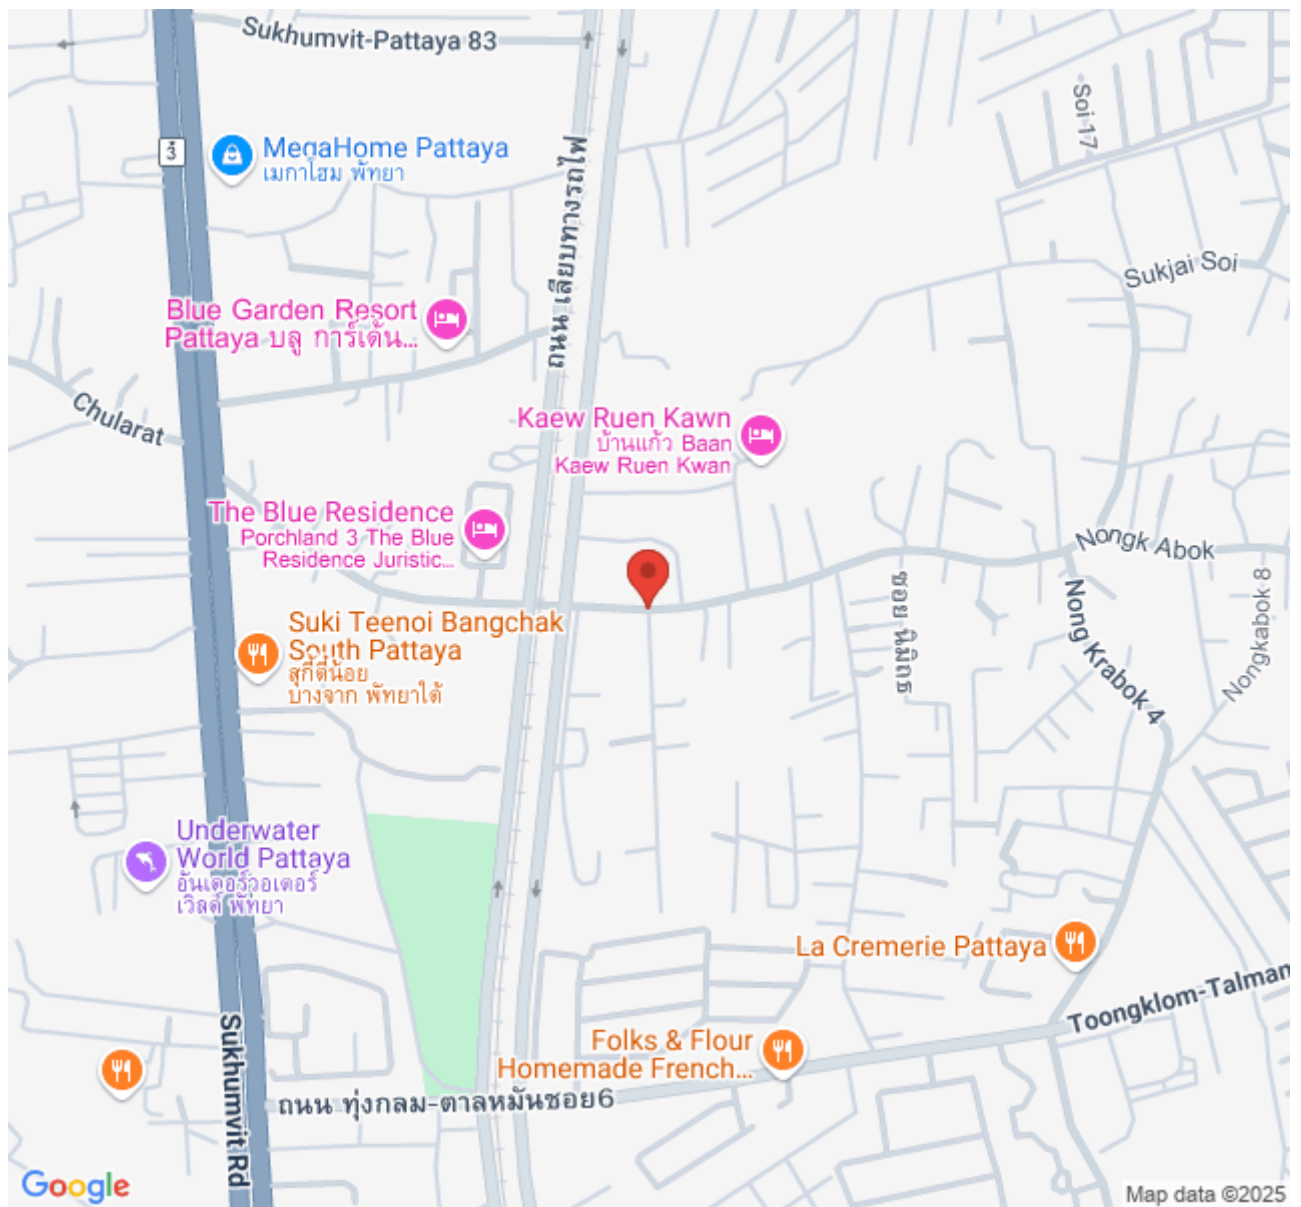 Sukhumvit-Pattaya 83
Soi 17
3
MegaHome Pattaya
เมกาโฮม พัทยา
ถนน เลียบทางรถไฟ
Sukjai Soi
Blue Garden Resort
Pattaya บลู การ์เด้น...
Chularat
Kaew Ruen Kawn
บ้านแก้ว Baan
Kaew Ruen Kwan
The Blue Residence
Porchland 3 The Blue
Residence Juristic...
Nongk Abok
ซอย นิมิถธ
Nongkabok 8
Nong Krabok 4
Suki Teenoi Bangchak
South Pattaya
สุกี้ตี๋น้อย
บางจาก พัทยาใต้
Underwater
World Pattaya
อันเดอร์วอเตอร์
เวิลด์ พัทยา
La Cremerie Pattaya
Toongklom-Talman
Folks & Flour
Homemade French...
Sukhumvit Rd
ถนน ทุ่งกลม-ตาลหมันซอย6
Google
Map data ©2025